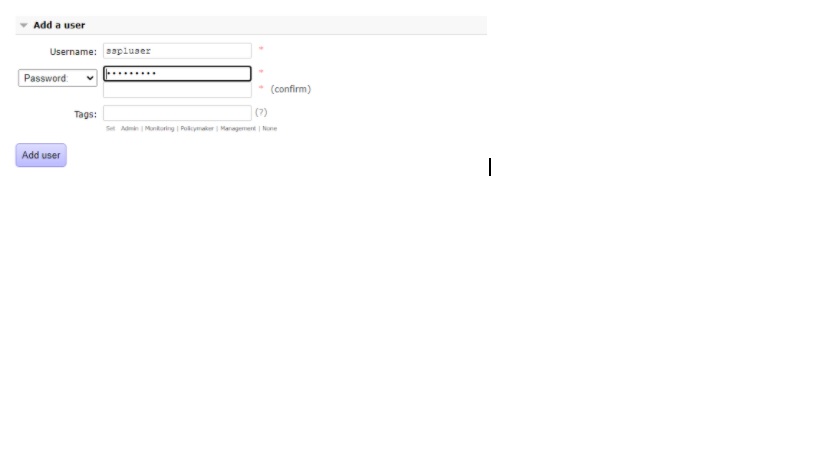 Add a user
Username: sspluser *
Password: ••••••••• *
* (confirm)
Tags: (?)
Set Admin | Monitoring | Policymaker | Management | None
Add user